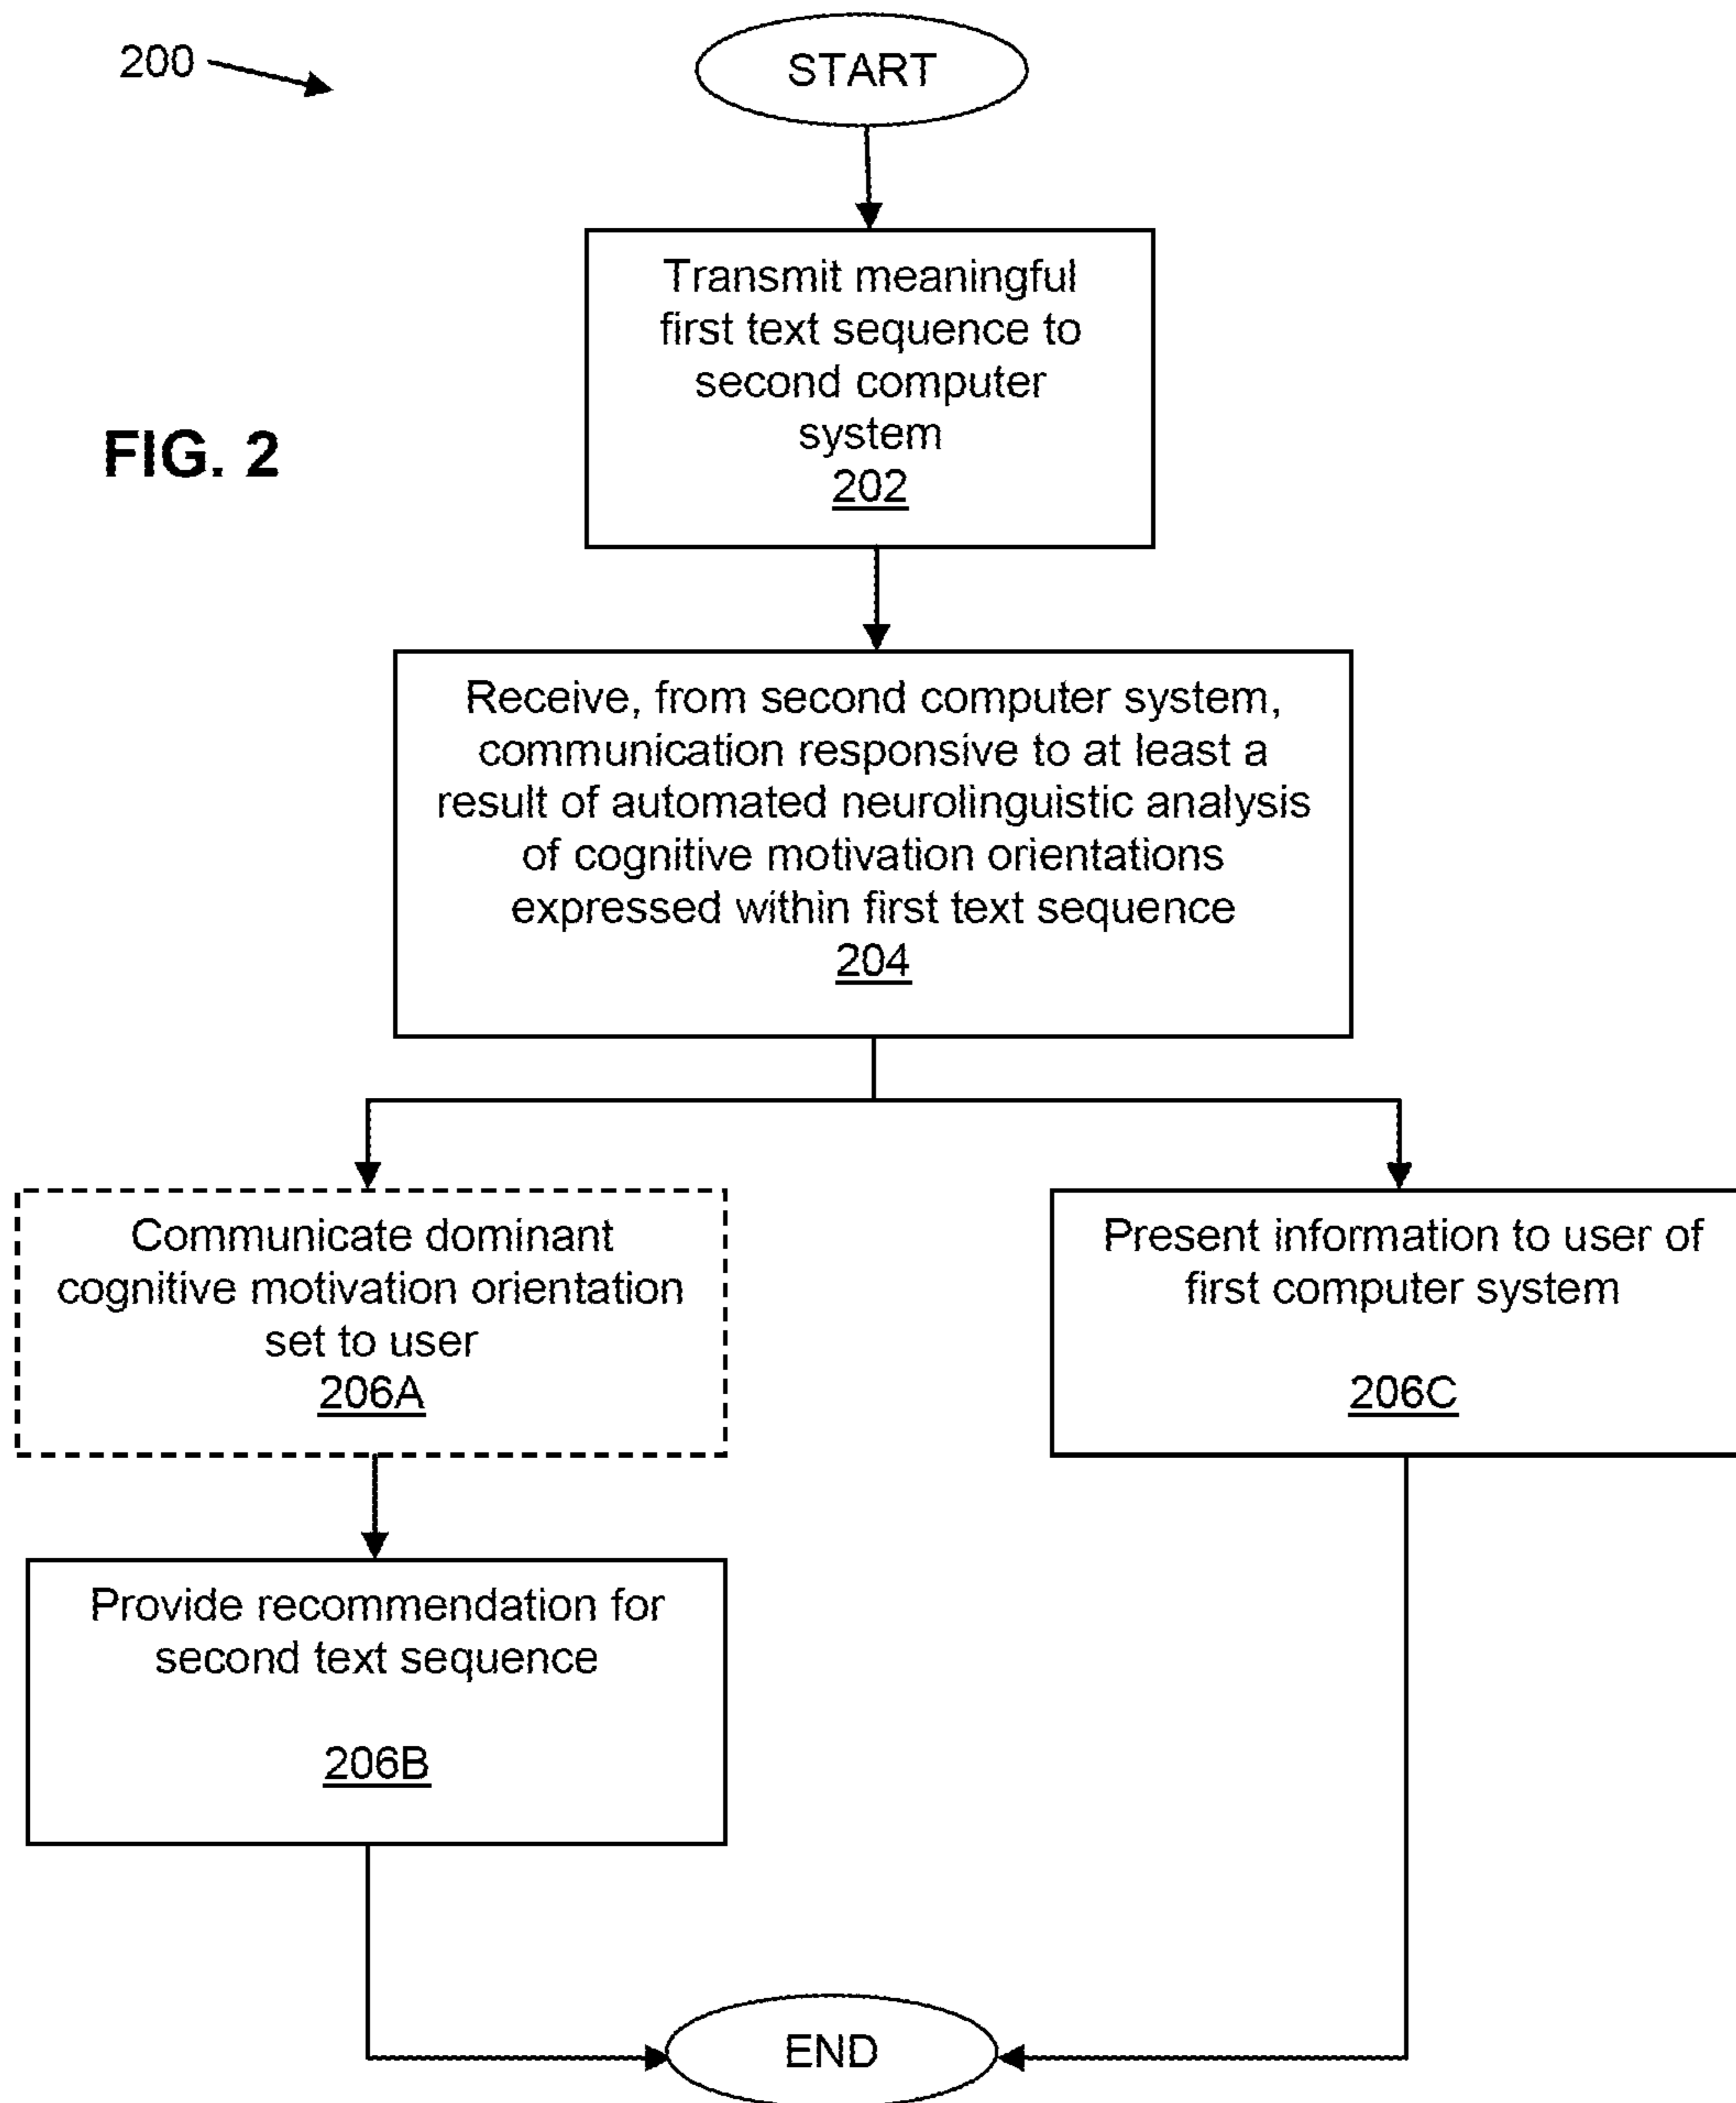 200
START
FIG. 2
Transmit meaningful
first text sequence to
second computer
system
202
Receive, from second computer system,
communication responsive to at least a
result of automated neurolinguistic analysis
of cognitive motivation orientations
expressed within first text sequence
204
Communicate dominant
cognitive motivation orientation
set to user
206A
Present information to user of
first computer system
206C
Provide recommendation for
second text sequence
206B
END